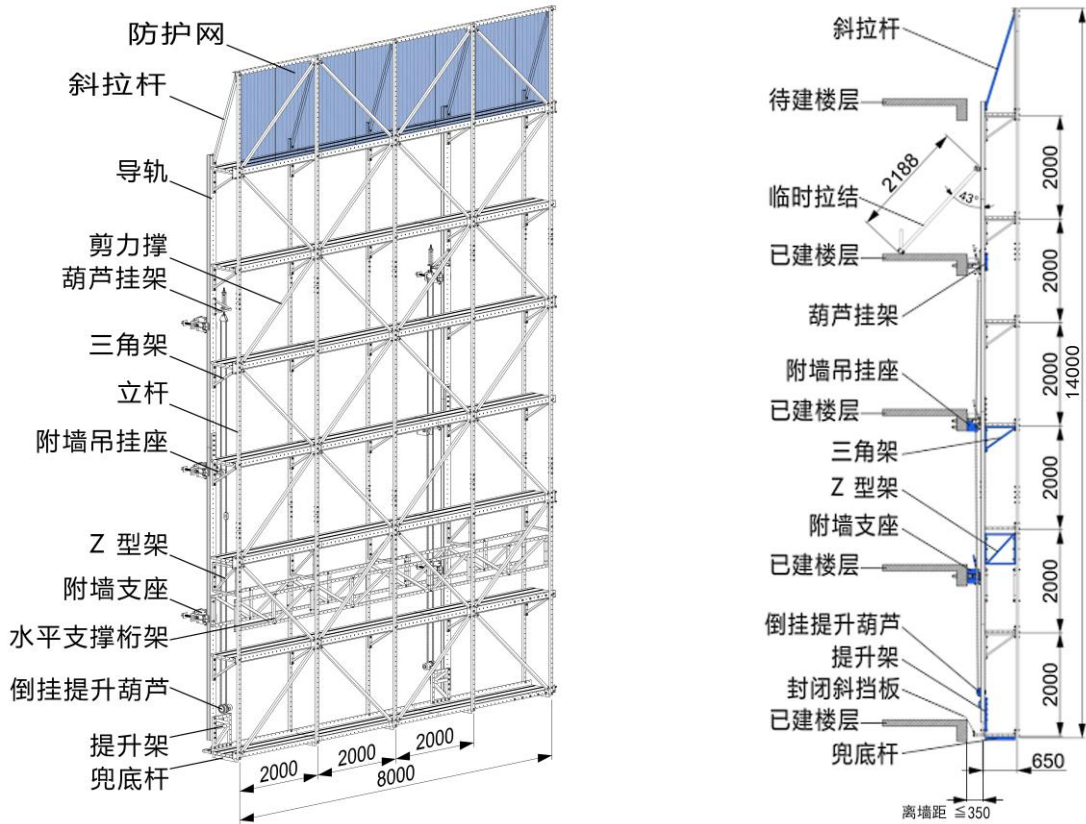 防护网
斜拉杆
导轨
剪力撑
葫芦挂架
三角架
立杆
附墙吊挂座
Z 型架
附墙支座
水平支撑桁架
倒挂提升葫芦
提升架
兜底杆
2000
2000
2000
8000
斜拉杆
待建楼层
2188
43°
临时拉结
已建楼层
葫芦挂架
附墙吊挂座
已建楼层
三角架
Z 型架
附墙支座
已建楼层
倒挂提升葫芦
提升架
封闭斜挡板
已建楼层
兜底杆
2000
2000
2000
2000
2000
2000
14000
650
离墙距 ≦350